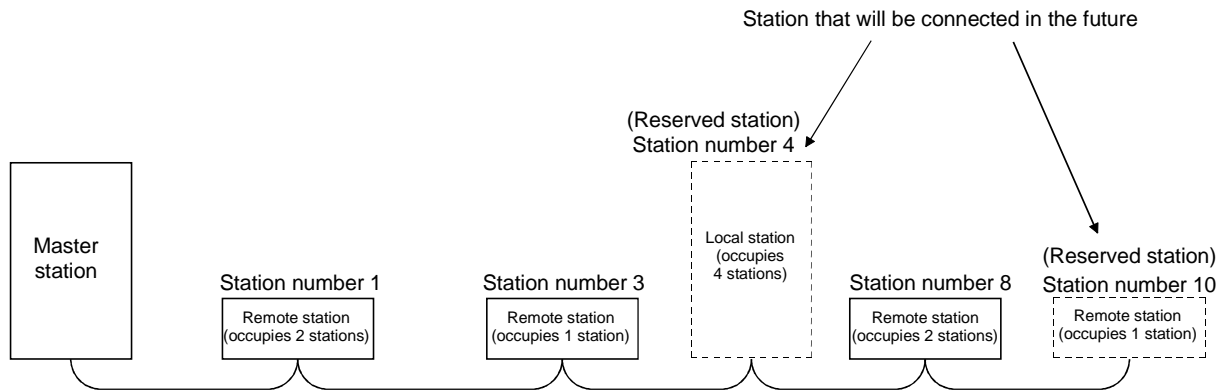 Station that will be connected in the future
(Reserved station)
Station number 4
Master
station
Local station
(occupies
4 stations)
(Reserved station)
Station number 1
Station number 3
Station number 8
Station number 10
Remote station
(occupies 2 stations)
Remote station
(occupies 1 station)
Remote station
(occupies 2 stations)
Remote station
(occupies 1 station)